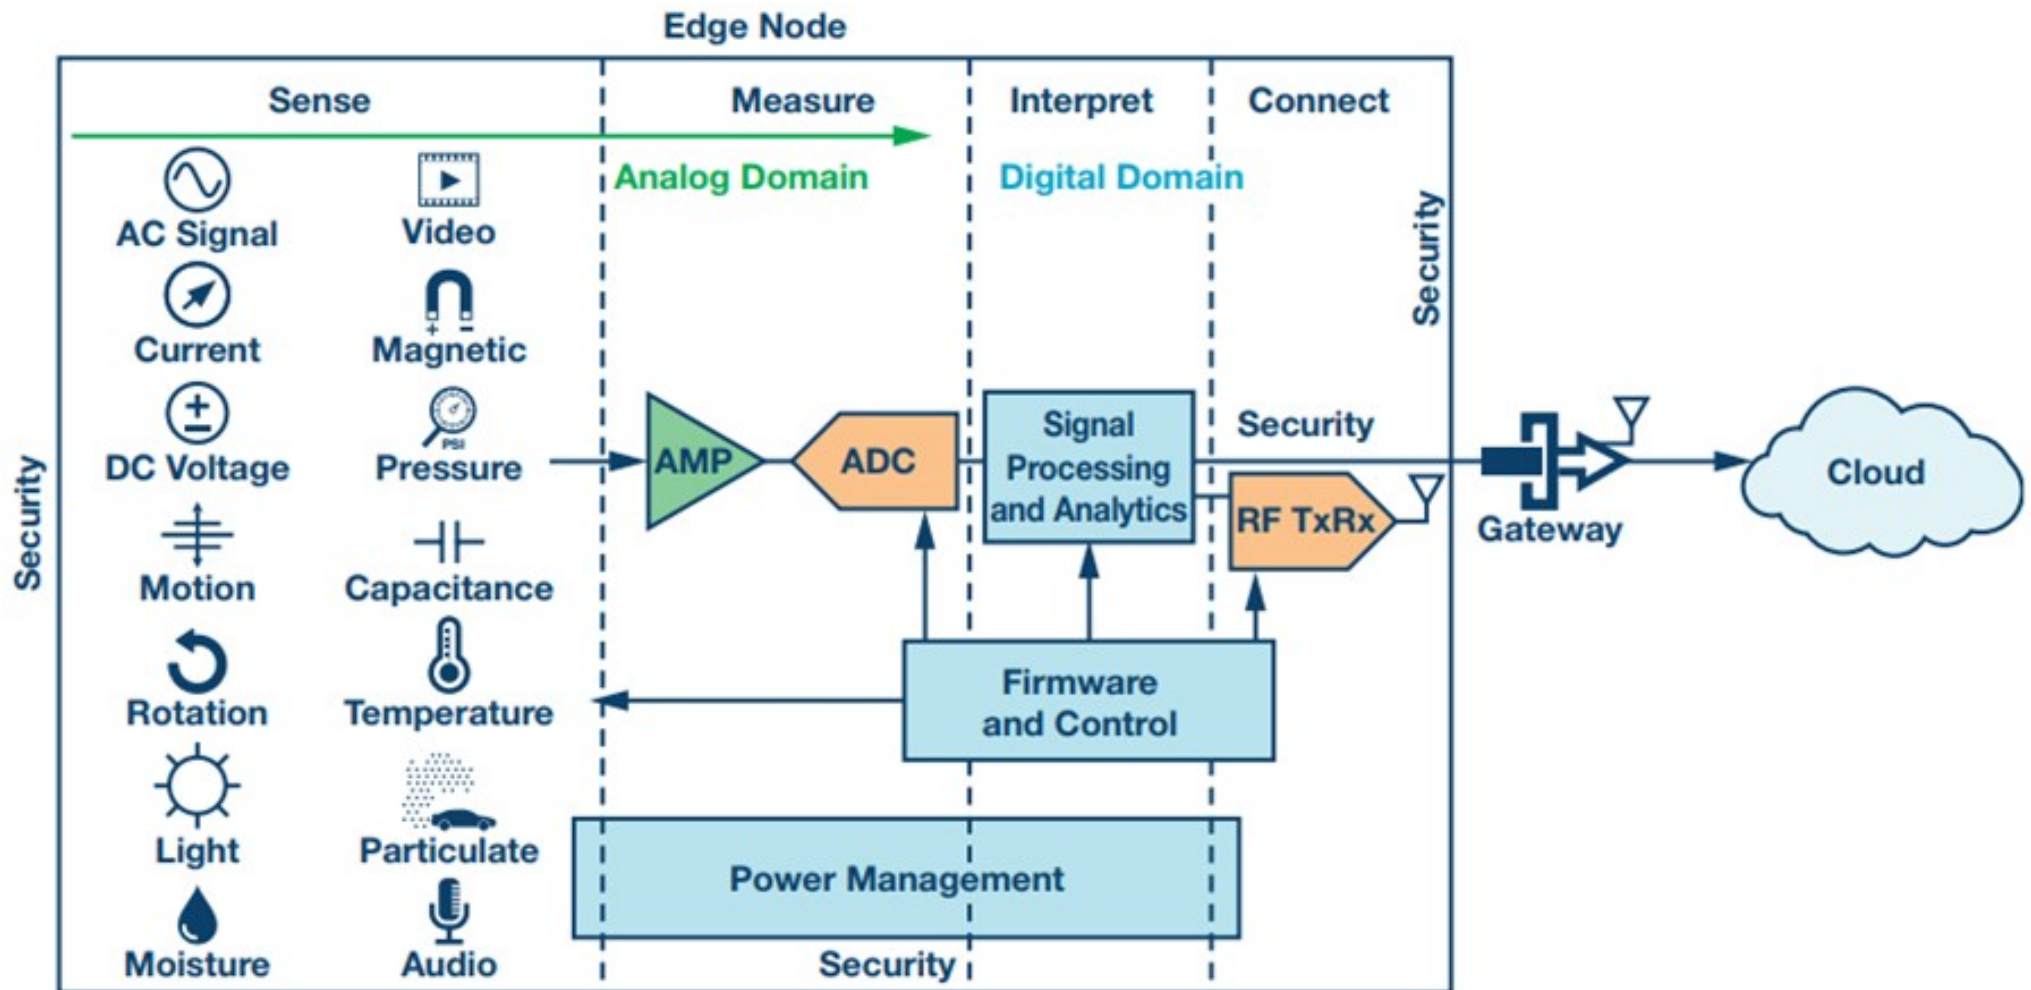 Edge Node
Sense
Measure
Interpret
Connect
Analog Domain
Digital Domain
AC Signal
Video
Current
Magnetic
+ −
DC Voltage
Pressure
PSI
Motion
Capacitance
Rotation
Temperature
Light
Particulate
Moisture
Audio
AMP
ADC
Signal
Processing
and Analytics
Security
RF TxRx
Firmware
and Control
Power Management
Security
Security
Security
Gateway
Cloud